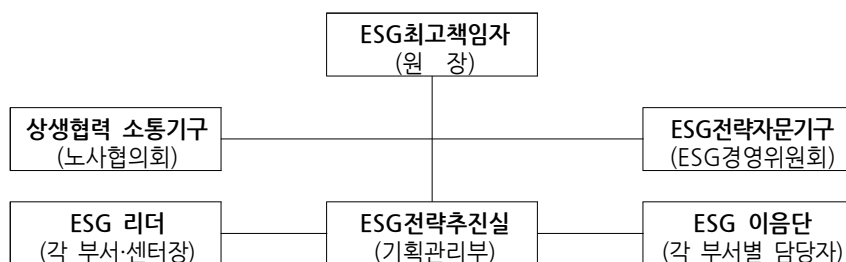 ESG최고책임자
(원 장)
상생협력 소통기구
(노사협의회)
ESG전략자문기구
(ESG경영위원회)
ESG 리더
(각 부서·센터장)
ESG전략추진실
(기획관리부)
ESG 이음단
(각 부서별 담당자)